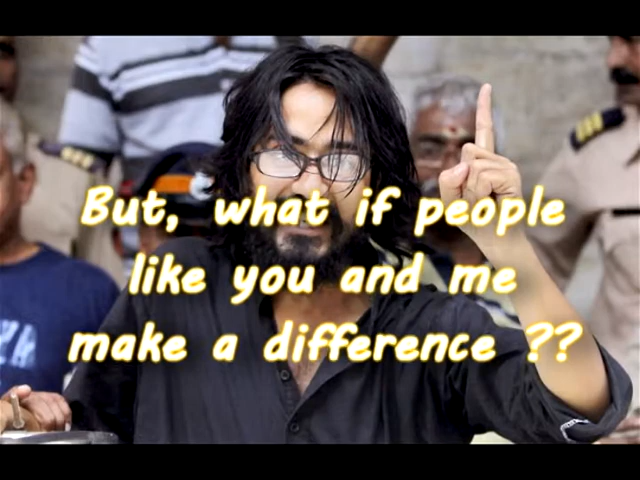 But, what if people
like you and me
make a difference ??